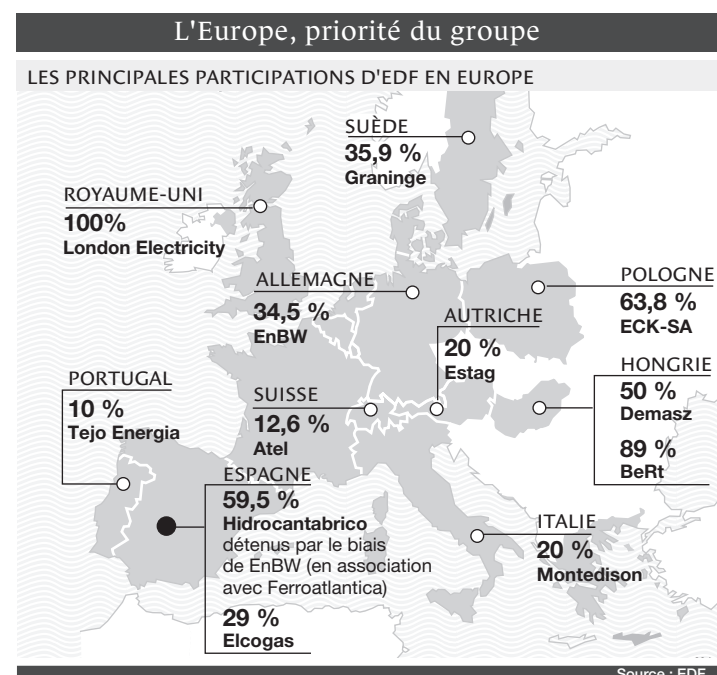 L'Europe, priorité du groupe
LES PRINCIPALES PARTICIPATIONS D'EDF EN EUROPE
SUÈDE
35,9 %
Graninge
ROYAUME-UNI
100%
London Electricity
ALLEMAGNE
34,5 %
EnBW
POLOGNE
63,8 %
ECK-SA
AUTRICHE
20 %
Estag
HONGRIE
50 %
Demasz
89 %
BeRt
PORTUGAL
10 %
Tejo Energia
SUISSE
12,6 %
Atel
ESPAGNE
59,5 %
Hidrocantabrico
détenus par le biais
de EnBW (en association
avec Ferroatlantica)
29 %
Elcogas
ITALIE
20 %
Montedison
Source : EDF